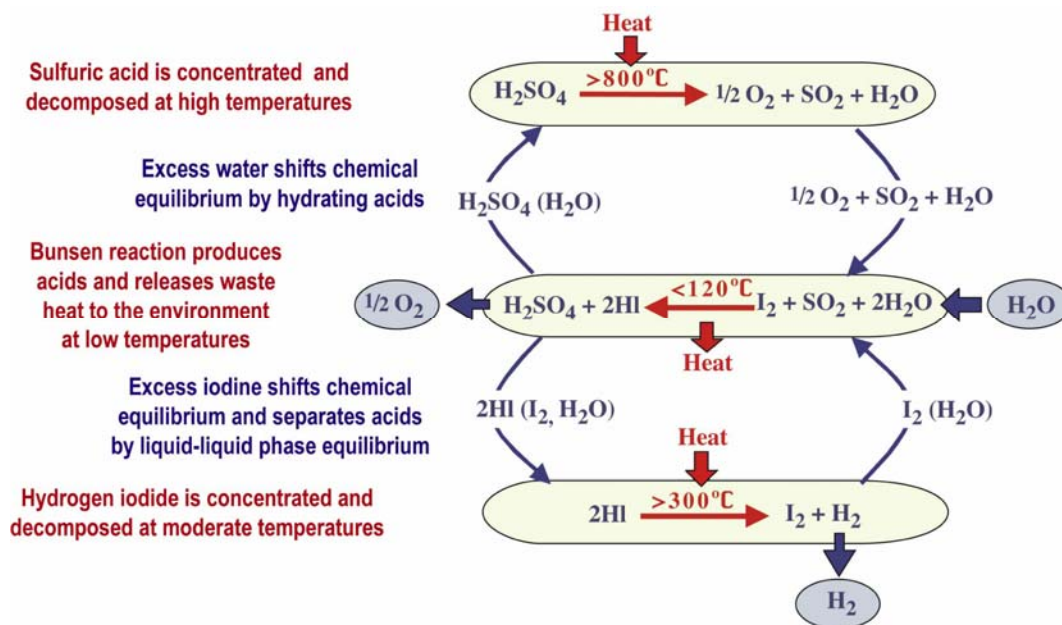 Heat
Sulfuric acid is concentrated and
decomposed at high temperatures
H₂SO₄ >800°C 1/2 O₂ + SO₂ + H₂O
Excess water shifts chemical
equilibrium by hydrating acids
H₂SO₄ (H₂O)
1/2 O₂ + SO₂ + H₂O
Bunsen reaction produces
acids and releases waste
heat to the environment
at low temperatures
1/2 O₂
H₂SO₄ + 2HI <120°C I₂ + SO₂ + 2H₂O
H₂O
Heat
Excess iodine shifts chemical
equilibrium and separates acids
by liquid-liquid phase equilibrium
2HI (I₂, H₂O)
I₂ (H₂O)
Heat
Hydrogen iodide is concentrated and
decomposed at moderate temperatures
2HI >300°C I₂ + H₂
H₂